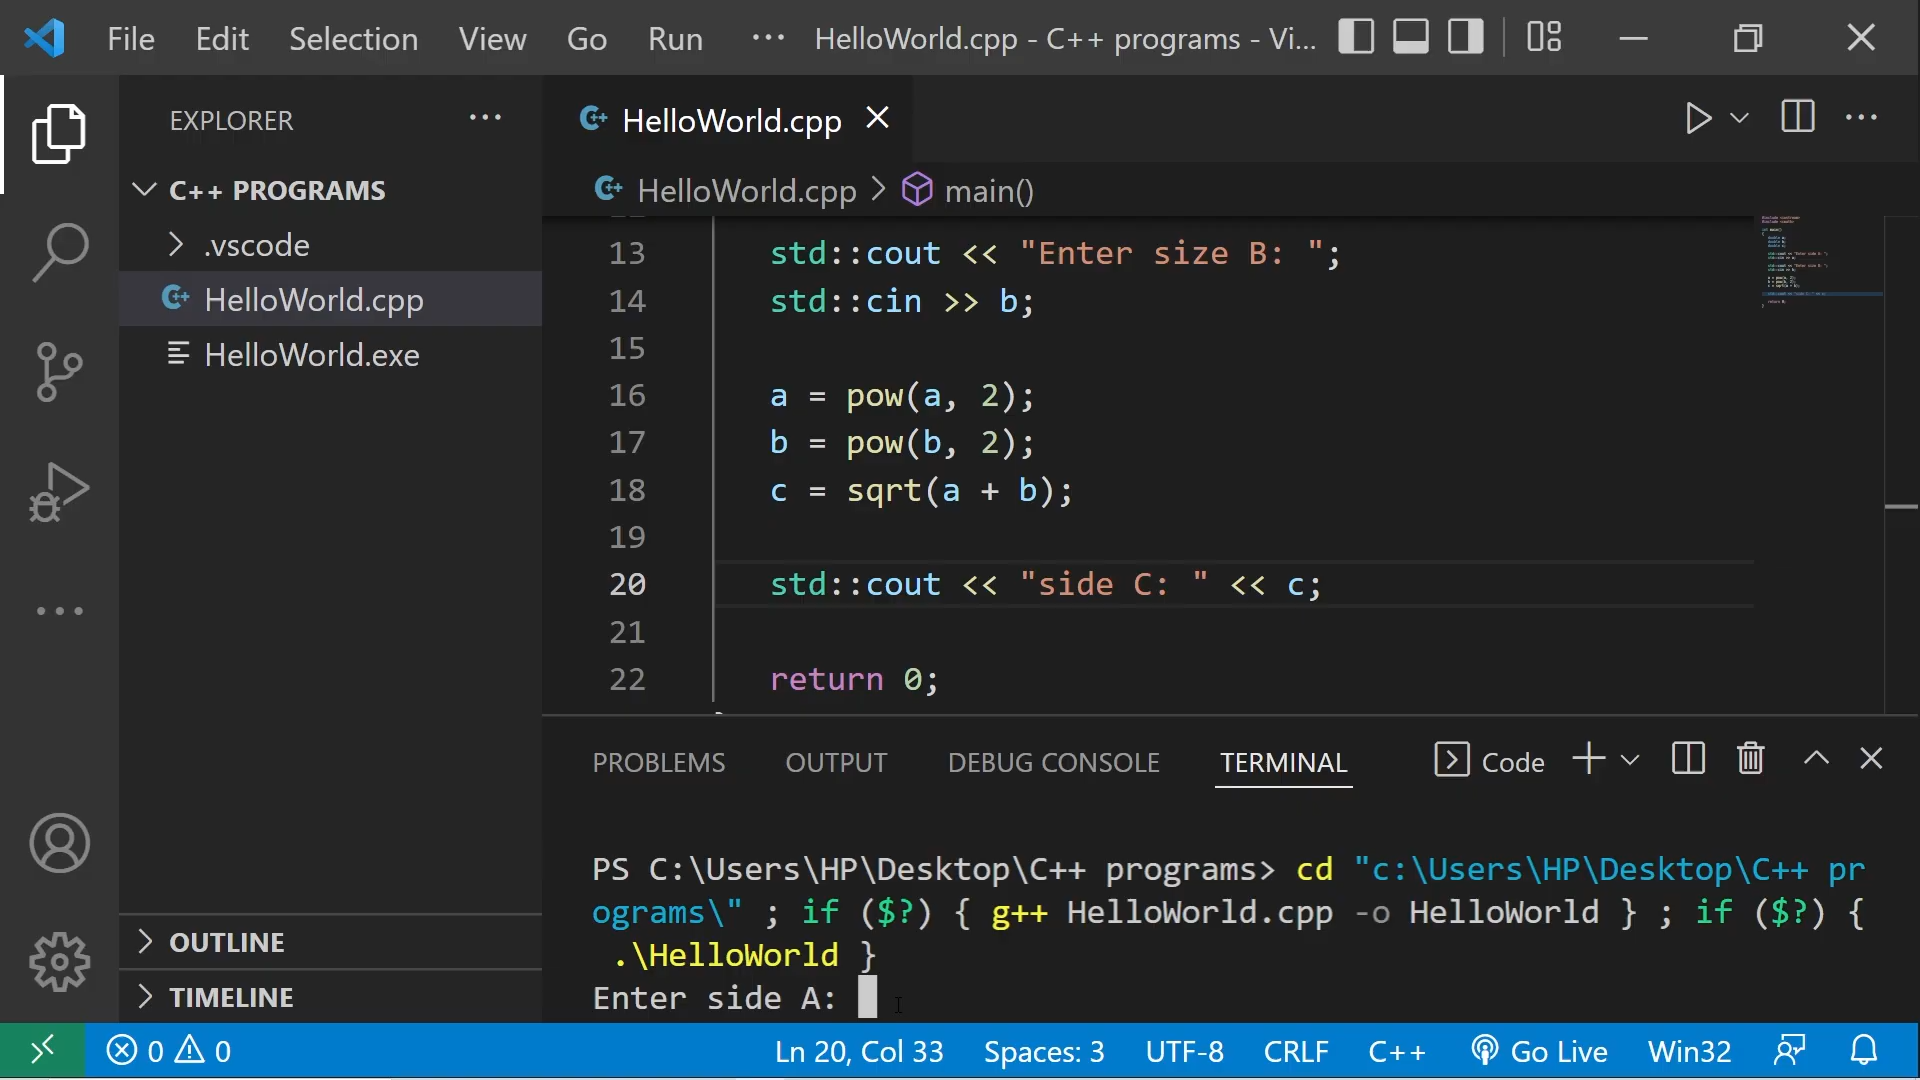 File Edit Selection View Go Run ··· HelloWorld.cpp - C++ programs - Vi...
EXPLORER
C++ PROGRAMS
.vscode
HelloWorld.cpp
HelloWorld.exe
OUTLINE
TIMELINE
HelloWorld.cpp
HelloWorld.cpp > main()
13 std::cout << "Enter size B: ";
14 std::cin >> b;
15
16 a = pow(a, 2);
17 b = pow(b, 2);
18 c = sqrt(a + b);
19
20 std::cout << "side C: " << c;
21
22 return 0;
PROBLEMS OUTPUT DEBUG CONSOLE TERMINAL Code
PS C:\Users\HP\Desktop\C++ programs> cd "c:\Users\HP\Desktop\C++ pr
ograms\" ; if ($?) { g++ HelloWorld.cpp -o HelloWorld } ; if ($?) {
.\HelloWorld }
Enter side A:
0 0 Ln 20, Col 33 Spaces: 3 UTF-8 CRLF C++ Go Live Win32